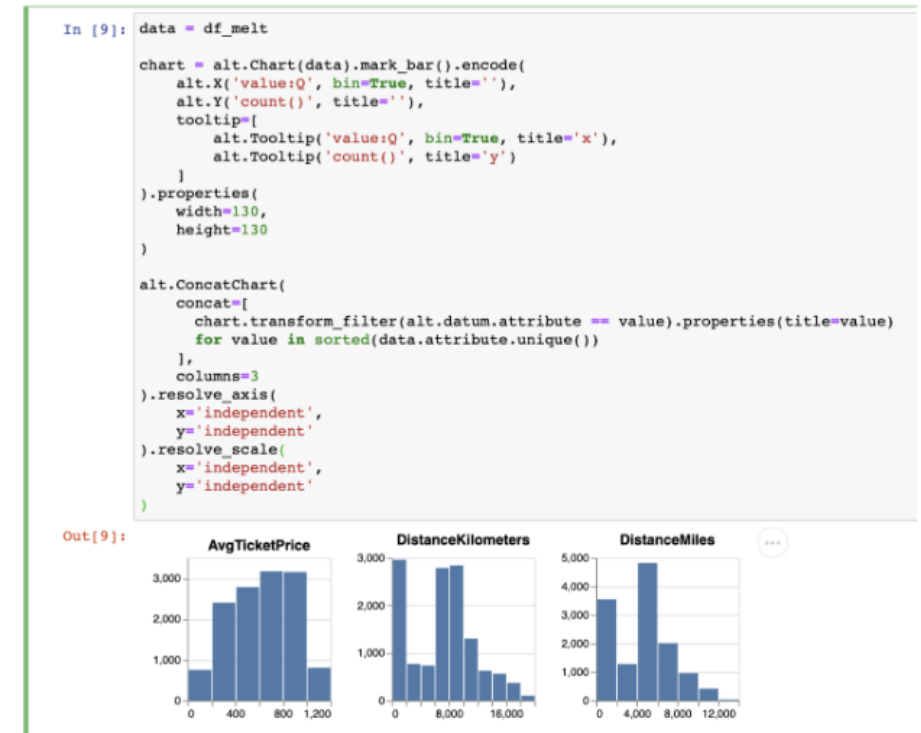 In [9]: data = df_melt
chart = alt.Chart(data).mark_bar().encode(
    alt.X('value:Q', bin=True, title=''),
    alt.Y('count()', title=''),
    tooltip=[
        alt.Tooltip('value:Q', bin=True, title='x'),
        alt.Tooltip('count()', title='y')
    ]
).properties(
    width=130,
    height=130
)
alt.ConcatChart(
    concat=[
      chart.transform_filter(alt.datum.attribute == value).properties(title=value)
      for value in sorted(data.attribute.unique())
    ],
    columns=3
).resolve_axis(
    x='independent',
    y='independent'
).resolve_scale(
    x='independent',
    y='independent'
)
Out[9]:
AvgTicketPrice
3,000
2,000
1,000
0
0 400 800 1,200
DistanceKilometers
3,000
2,000
1,000
0
0 8,000 16,000
DistanceMiles
5,000
4,000
3,000
2,000
1,000
0
0 4,000 8,000 12,000